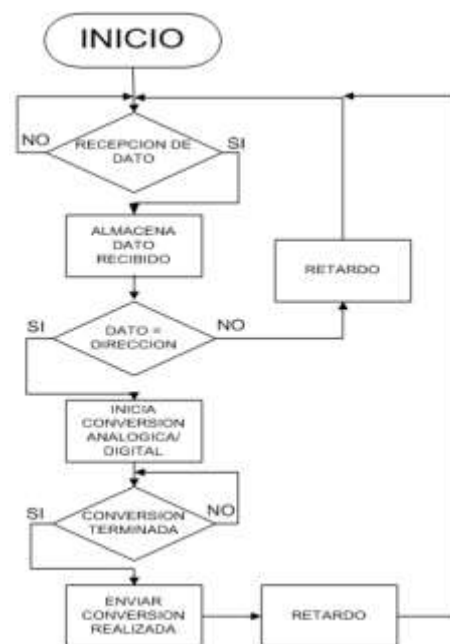 INICIO
NO
RECEPCION DE
DATO
SI
ALMACENA
DATO
RECIBIDO
RETARDO
SI
DATO =
DIRECCION
NO
INICIA
CONVERSION
ANALOGICA/
DIGITAL
SI
CONVERSION
TERMINADA
NO
ENVIAR
CONVERSION
REALIZADA
RETARDO